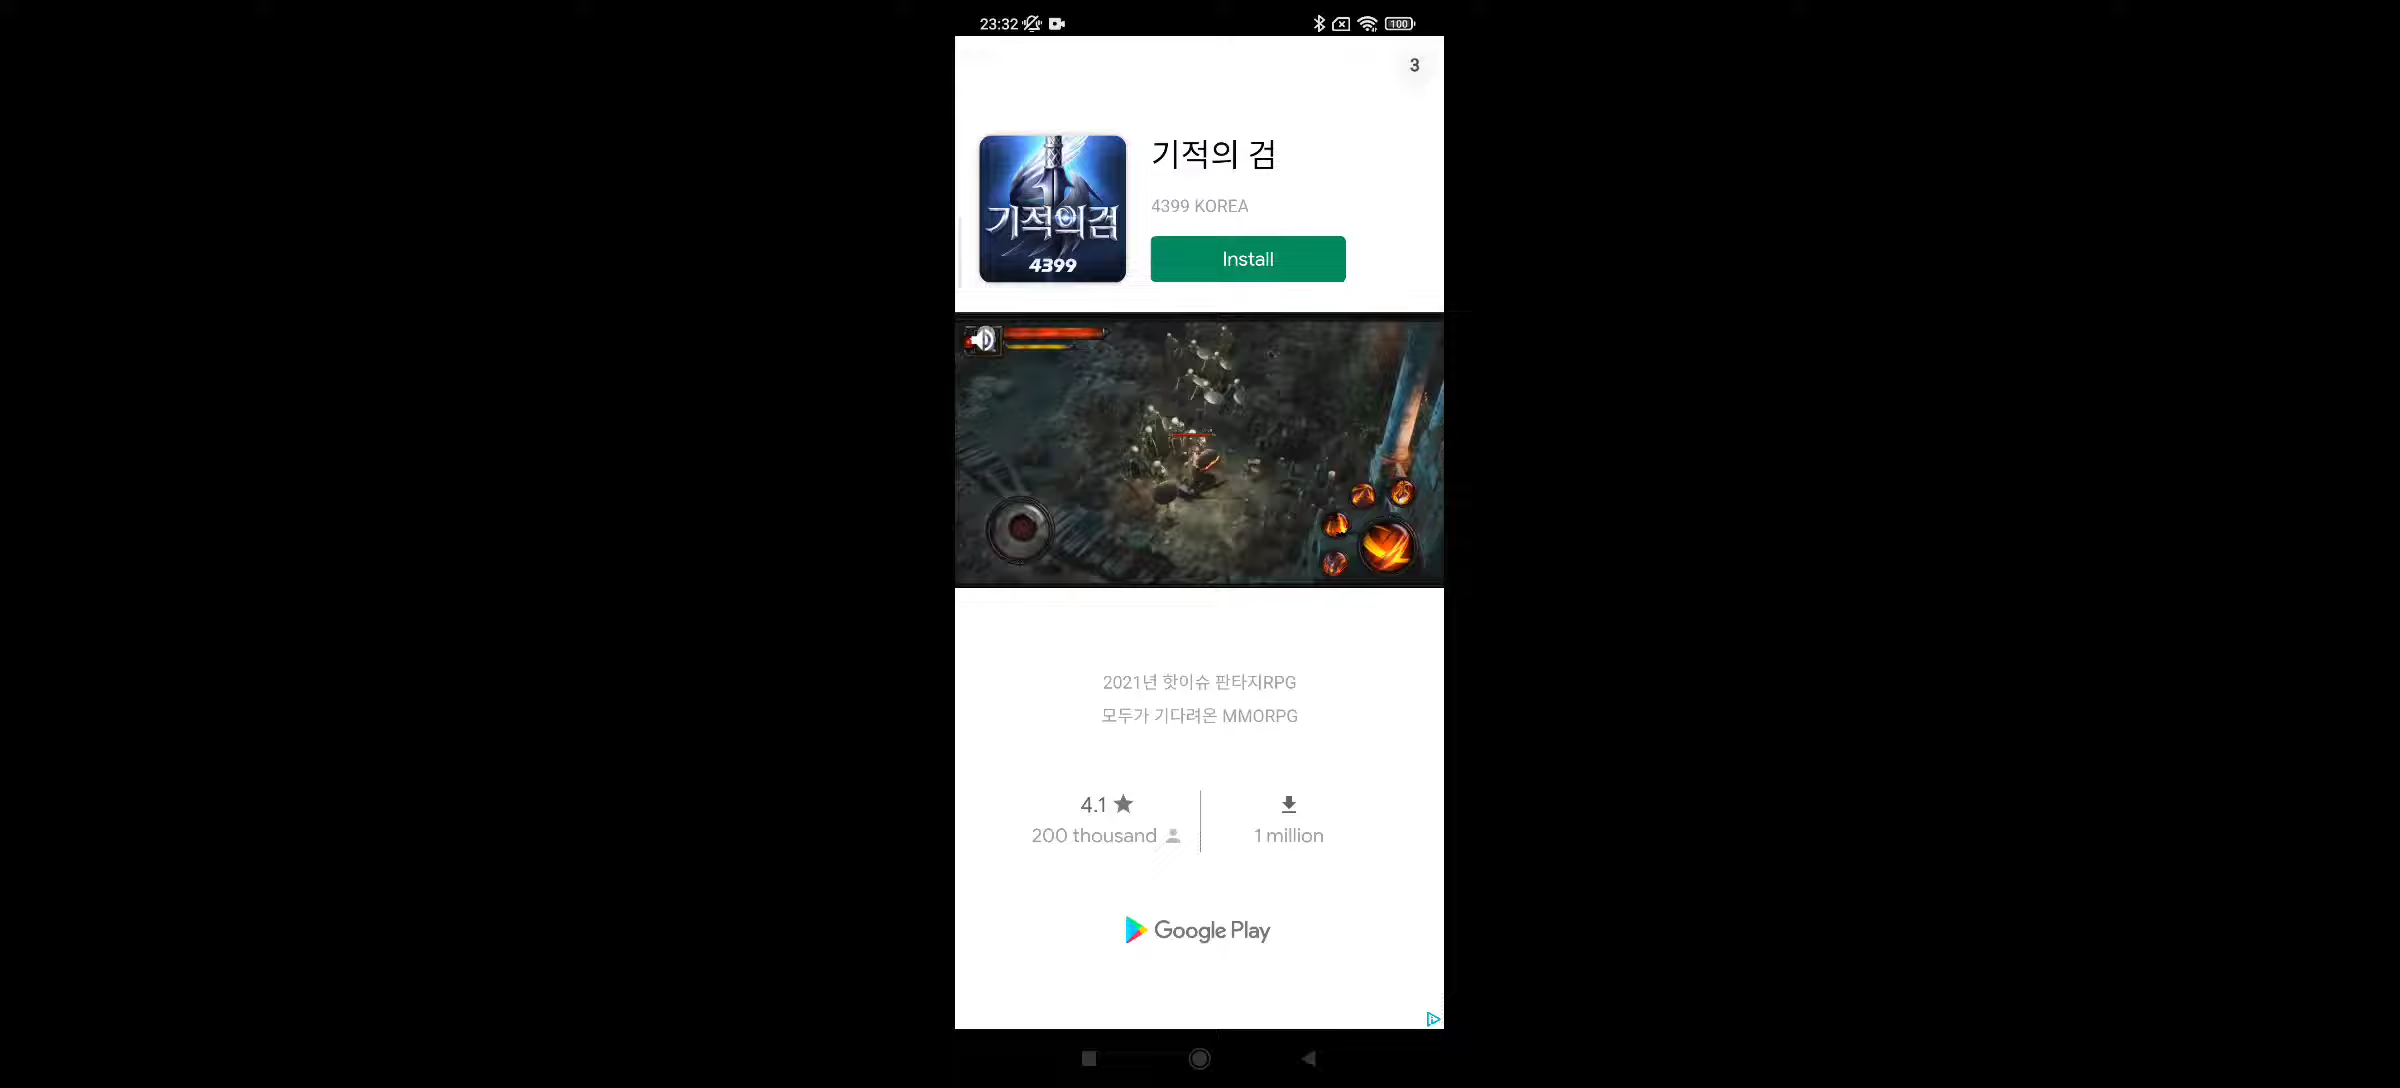 23:32
100
3
기적의 검
4399 KOREA
Install
기적의검
4399
2021년 핫이슈 판타지RPG
모두가 기다려온 MMORPG
4.1
200 thousand
1 million
Google Play